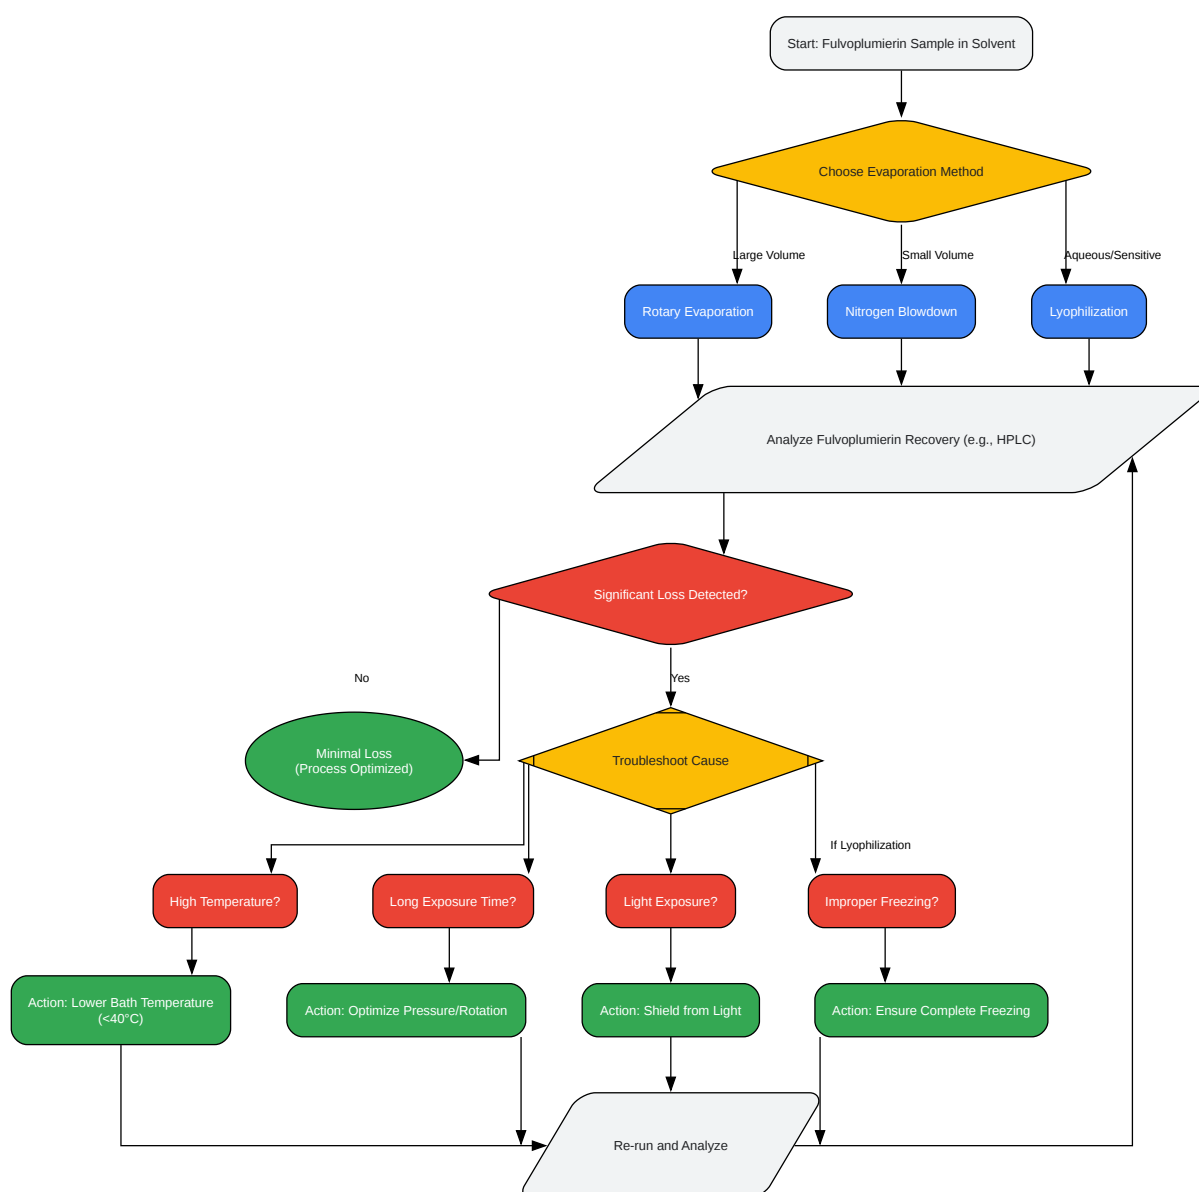 Start: Fulvoplumierin Sample in Solvent
Choose Evaporation Method
Large Volume
Small Volume
Aqueous/Sensitive
Rotary Evaporation
Nitrogen Blowdown
Lyophilization
Analyze Fulvoplumierin Recovery (e.g., HPLC)
Significant Loss Detected?
No
Yes
Minimal Loss
(Process Optimized)
Troubleshoot Cause
If Lyophilization
High Temperature?
Long Exposure Time?
Light Exposure?
Improper Freezing?
Action: Lower Bath Temperature
(<40°C)
Action: Optimize Pressure/Rotation
Action: Shield from Light
Action: Ensure Complete Freezing
Re-run and Analyze